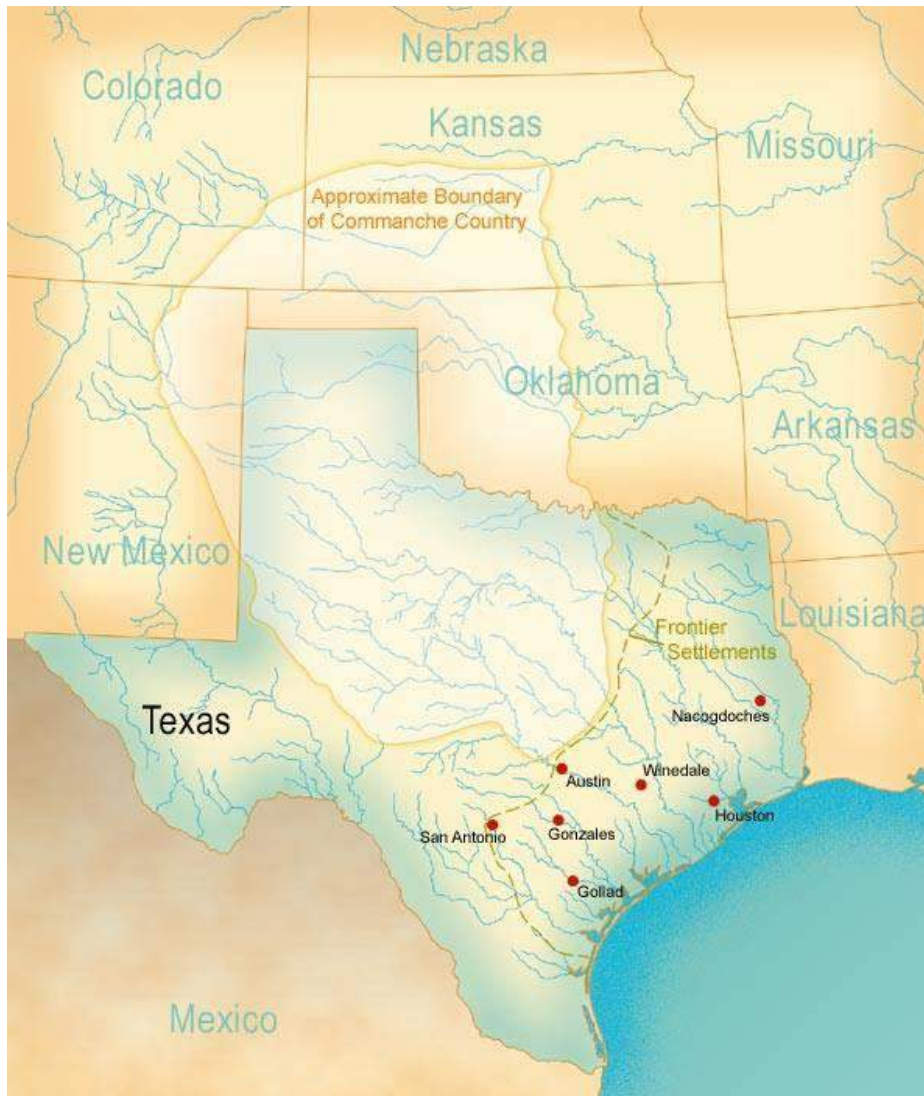 Nebraska
Colorado
Kansas
Missouri
Approximate Boundary
of Commanche Country
Oklahoma
Arkansas
New Mexico
Louisiana
Frontier
Settlements
Nacogdoches
Texas
Austin
Winedale
Houston
San Antonio
Gonzales
Goliad
Mexico